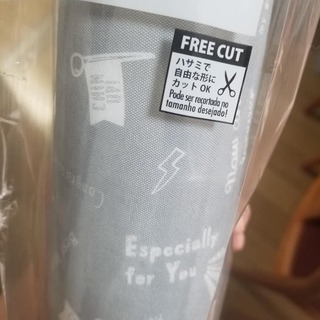 FREE CUT
ハサミで
自由な形に
カットOK
Pode ser recortado no
tamanho desejado!
Especially
for You